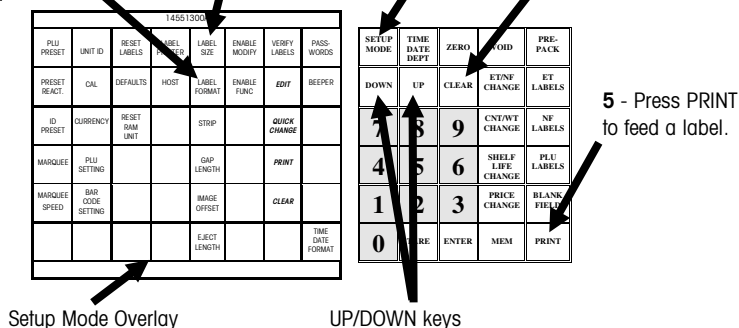 14551300
PLU PRESET
UNIT ID
RESET LABELS
LABEL
LABEL SIZE
ENABLE MODIFY
VERIFY LABELS
PASS-WORDS
PRESET REACT.
CAL
DEFAULTS
HOST
LABEL FORMAT
ENABLE FUNC
EDIT
BEEPER
ID PRESET
CURRENCY
RESET RAM UNIT
STRIP
QUICK CHANGE
MARQUEE
PLU SETTING
GAP LENGTH
PRINT
MARQUEE SPEED
BAR CODE SETTING
IMAGE OFFSET
CLEAR
EJECT LENGTH
TIME DATE FORMAT
Setup Mode Overlay
SETUP MODE
TIME DATE DEPT
ZERO
VOID
PRE-PACK
DOWN
UP
CLEAR
ET/NF CHANGE
ET LABELS
7
8
9
CNT/WT CHANGE
NF LABELS
4
5
6
SHELF LIFE CHANGE
PLU LABELS
1
2
3
PRICE CHANGE
BLANK FIELD
0
ENTER
MEM
PRINT
UP/DOWN keys
5 - Press PRINT
to feed a label.